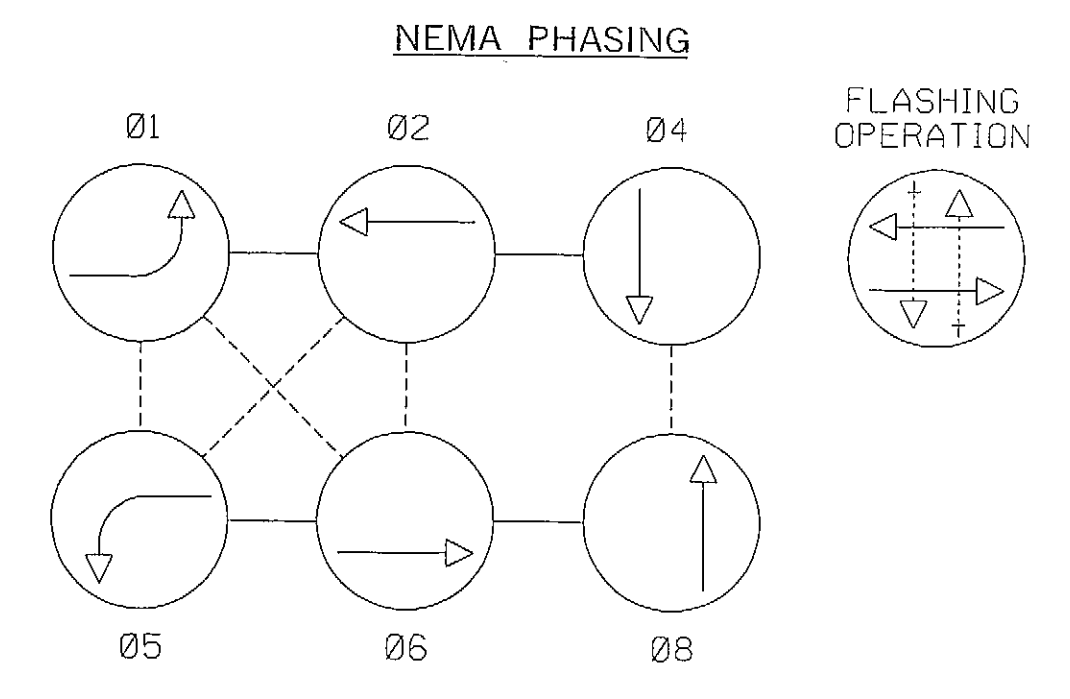 NEMA PHASING
FLASHING
OPERATION
Ø1
Ø2
Ø4
Ø5
Ø6
Ø8